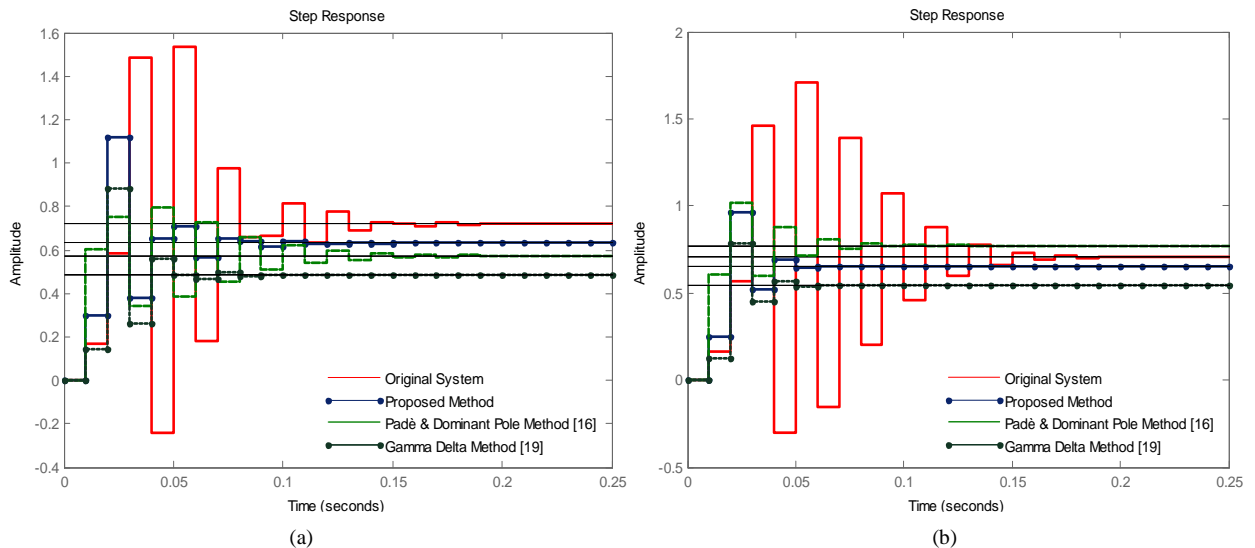 Step Response
1.6
1.4
1.2
1
0.8
0.6
0.4
0.2
0
-0.2
-0.4
Amplitude
0
0.05
0.1
0.15
0.2
0.25
Time (seconds)
Original System
Proposed Method
Padè & Dominant Pole Method [16]
Gamma Delta Method [19]
(a)
Step Response
2
1.5
1
0.5
0
-0.5
Amplitude
0
0.05
0.1
0.15
0.2
0.25
Time (seconds)
Original System
Proposed Method
Padè & Dominant Pole Method [16]
Gamma Delta Method [19]
(b)